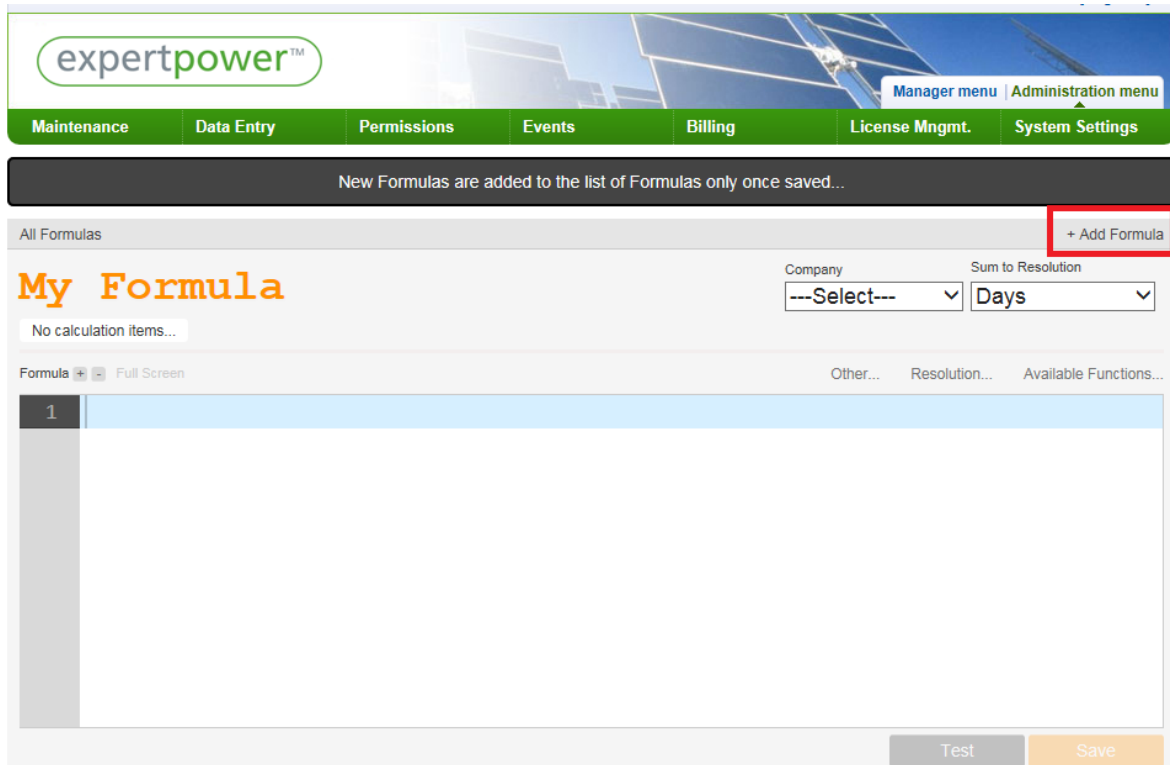 expertpower™
Manager menu | Administration menu
Maintenance Data Entry Permissions Events Billing License Mngmt. System Settings
New Formulas are added to the list of Formulas only once saved...
All Formulas + Add Formula
Company Sum to Resolution
My Formula ---Select--- Days
No calculation items...
Formula + - Full Screen Other... Resolution... Available Functions...
1
Test Save